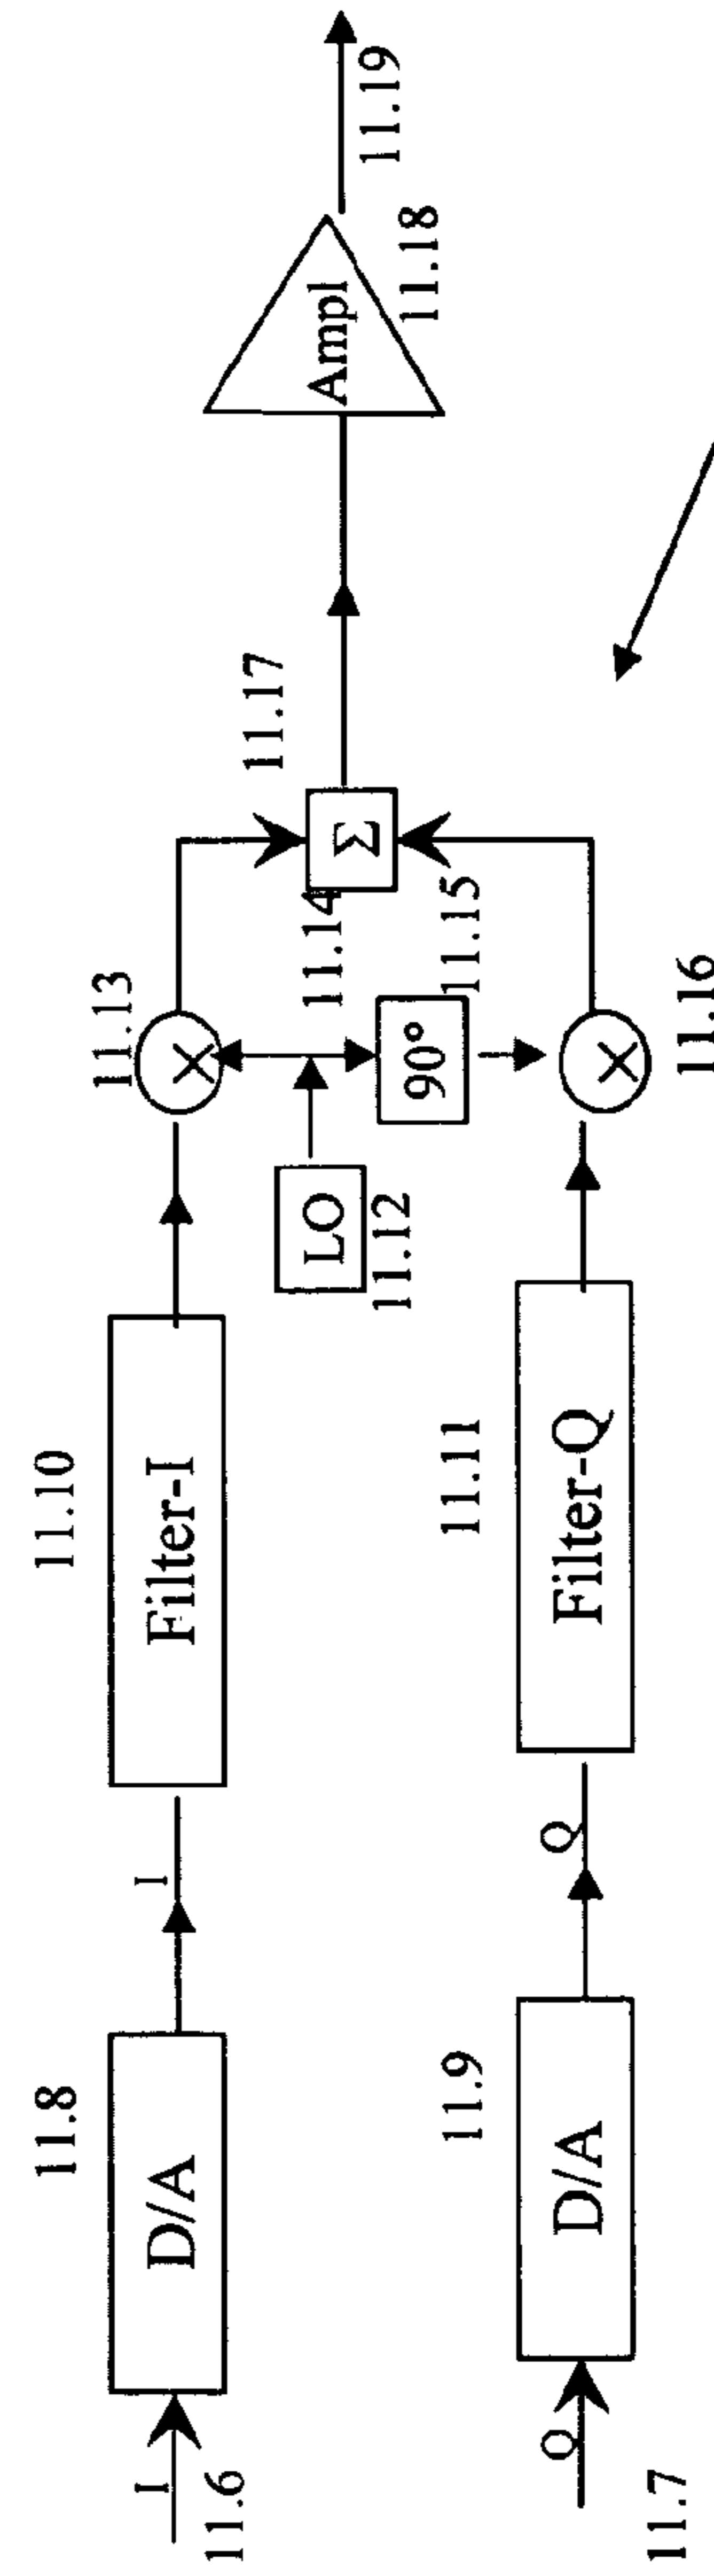 11.8
11.10
11.13
11.17
I
D/A
I
Filter-I
X
11.6
LO
11.12
11.14
Σ
Ampl
11.19
90°
11.15
11.18
11.9
11.11
Q
D/A
Q
Filter-Q
X
11.7
11.16